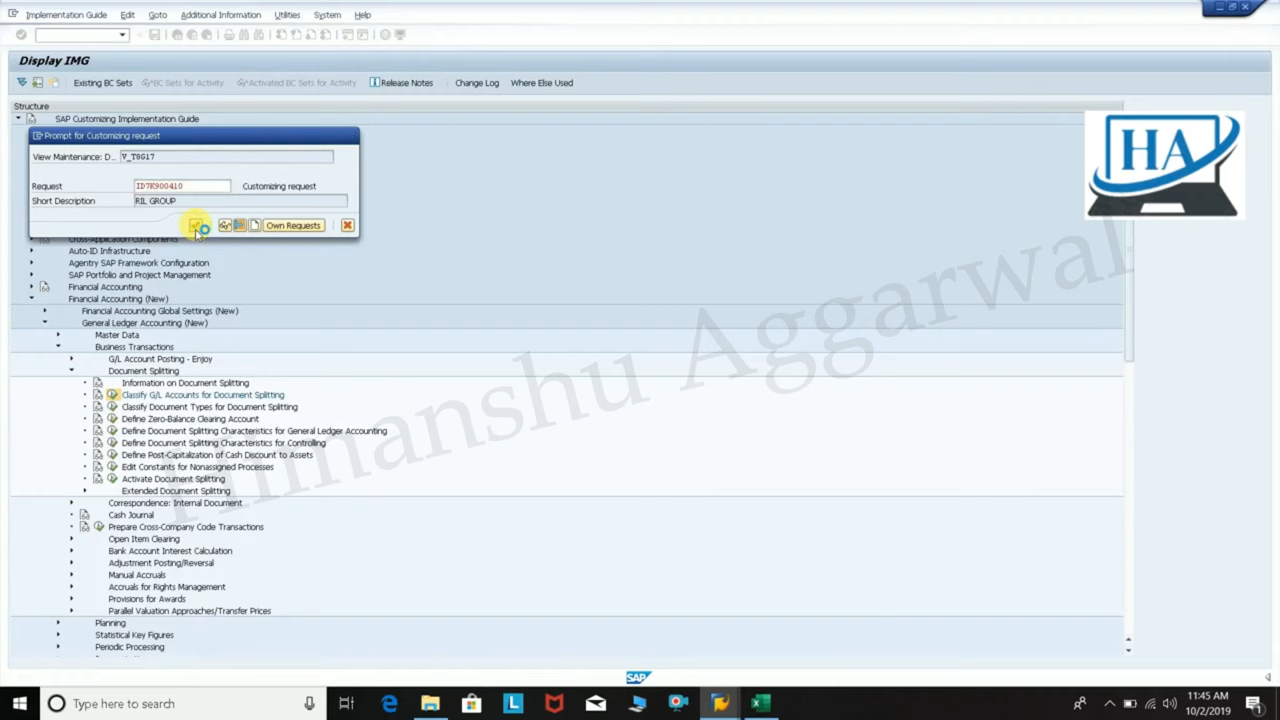 Implementation Guide Edit Goto Additional Information Utilities System Help
Display IMG
Existing BC Sets BC Sets for Activity Activated BC Sets for Activity Release Notes Change Log Where Else Used
Structure
SAP Customizing Implementation Guide
Prompt for Customizing request
View Maintenance: D... V_T8G17
Request ID7K900410 Customizing request
Short Description RIL GROUP
Own Requests
Cross-Application Components
Auto-ID Infrastructure
Agentry SAP Framework Configuration
SAP Portfolio and Project Management
Financial Accounting
Financial Accounting (New)
Financial Accounting Global Settings (New)
General Ledger Accounting (New)
Master Data
Business Transactions
G/L Account Posting - Enjoy
Document Splitting
Information on Document Splitting
Classify G/L Accounts for Document Splitting
Classify Document Types for Document Splitting
Define Zero-Balance Clearing Account
Define Document Splitting Characteristics for General Ledger Accounting
Define Document Splitting Characteristics for Controlling
Define Post-Capitalization of Cash Discount to Assets
Edit Constants for Nonassigned Processes
Activate Document Splitting
Extended Document Splitting
Correspondence: Internal Document
Cash Journal
Prepare Cross-Company Code Transactions
Open Item Clearing
Bank Account Interest Calculation
Adjustment Posting/Reversal
Manual Accruals
Accruals for Rights Management
Provisions for Awards
Parallel Valuation Approaches/Transfer Prices
Planning
Statistical Key Figures
Periodic Processing
HA
Himanshu Aggarwal
SAP
Type here to search
L
11:45 AM
10/2/2019
1